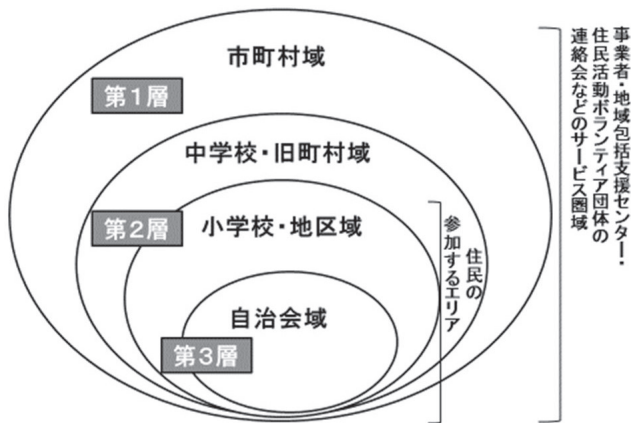 市町村域
第1層
中学校・旧町村域
第2層
小学校・地区域
自治会域
第3層
住民の
参加するエリア
事業者・地域包括支援センター・
住民活動ボランティア団体の
連絡会などのサービス圏域